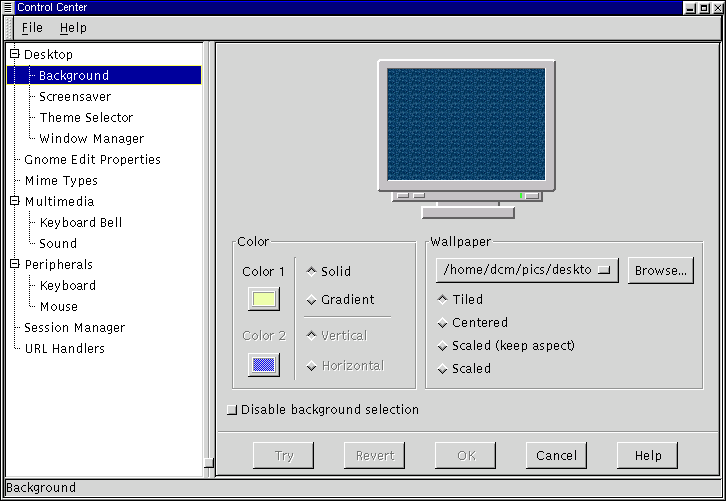 Control Center
File Help
Desktop
Background
Screensaver
Theme Selector
Window Manager
Gnome Edit Properties
Mime Types
Multimedia
Keyboard Bell
Sound
Peripherals
Keyboard
Mouse
Session Manager
URL Handlers
Color
Color 1
Solid
Gradient
Color 2
Vertical
Horizontal
Wallpaper
/home/dcm/pics/deskto
Browse...
Tiled
Centered
Scaled (keep aspect)
Scaled
Disable background selection
Try Revert OK Cancel Help
Background